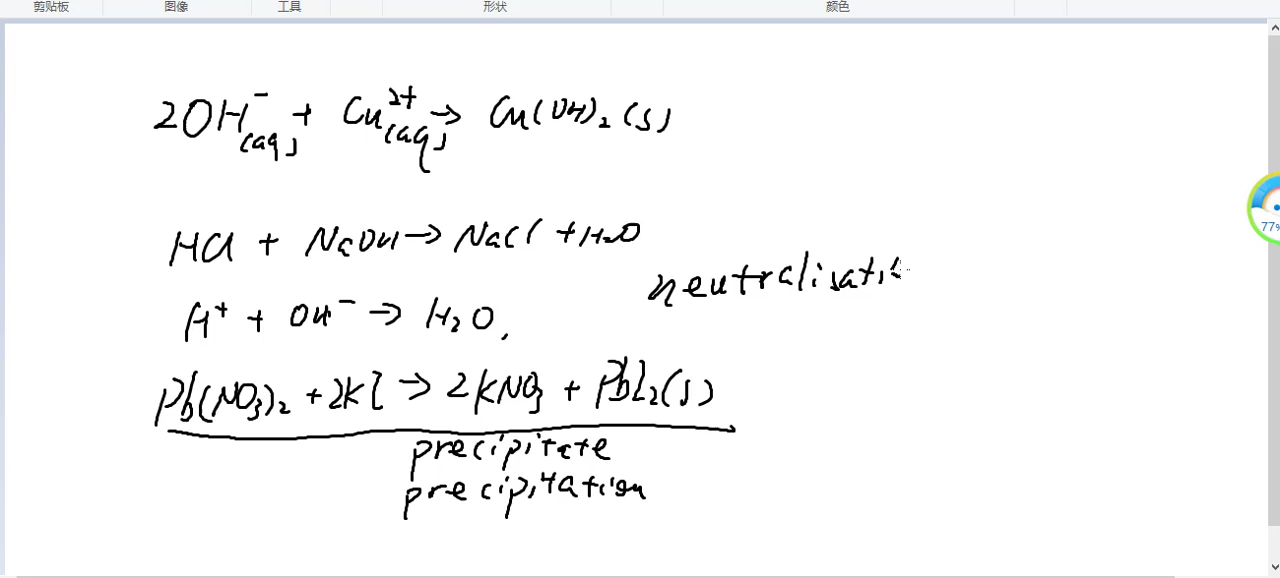 剪贴板 图像 工具 形状 颜色
2OH⁻(aq) + Cu²⁺(aq) → Cu(OH)₂(s)
77%
HCl + NaOH → NaCl + H₂O
neutralisati
H⁺ + OH⁻ → H₂O,
Pb(NO₃)₂ + 2KI → 2KNO₃ + PbI₂(s)
precipitate
precipitation